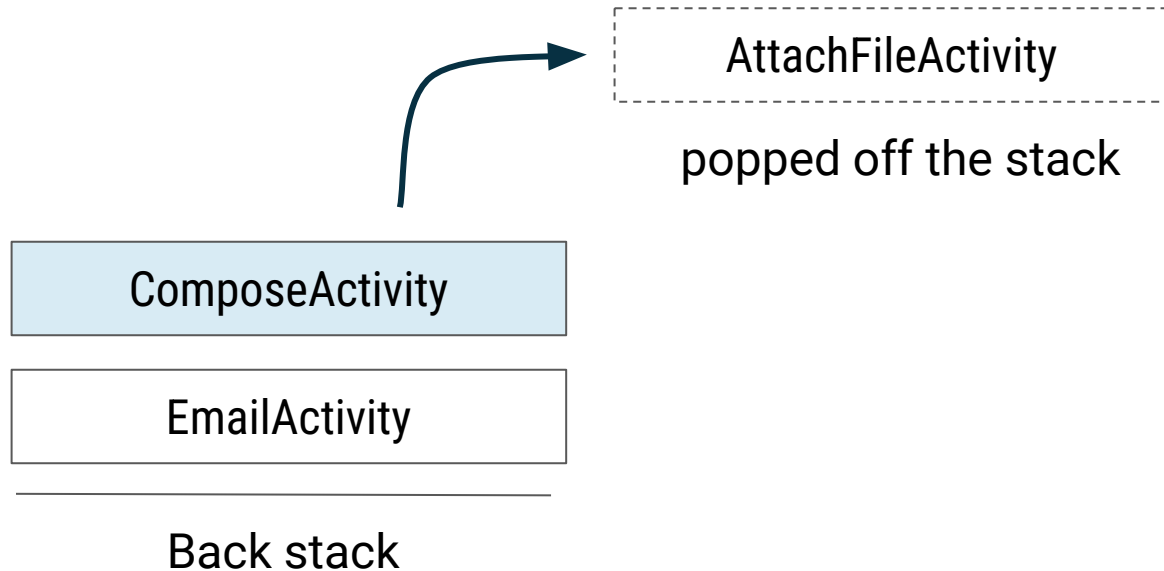 AttachFileActivity
popped off the stack
ComposeActivity
EmailActivity
Back stack